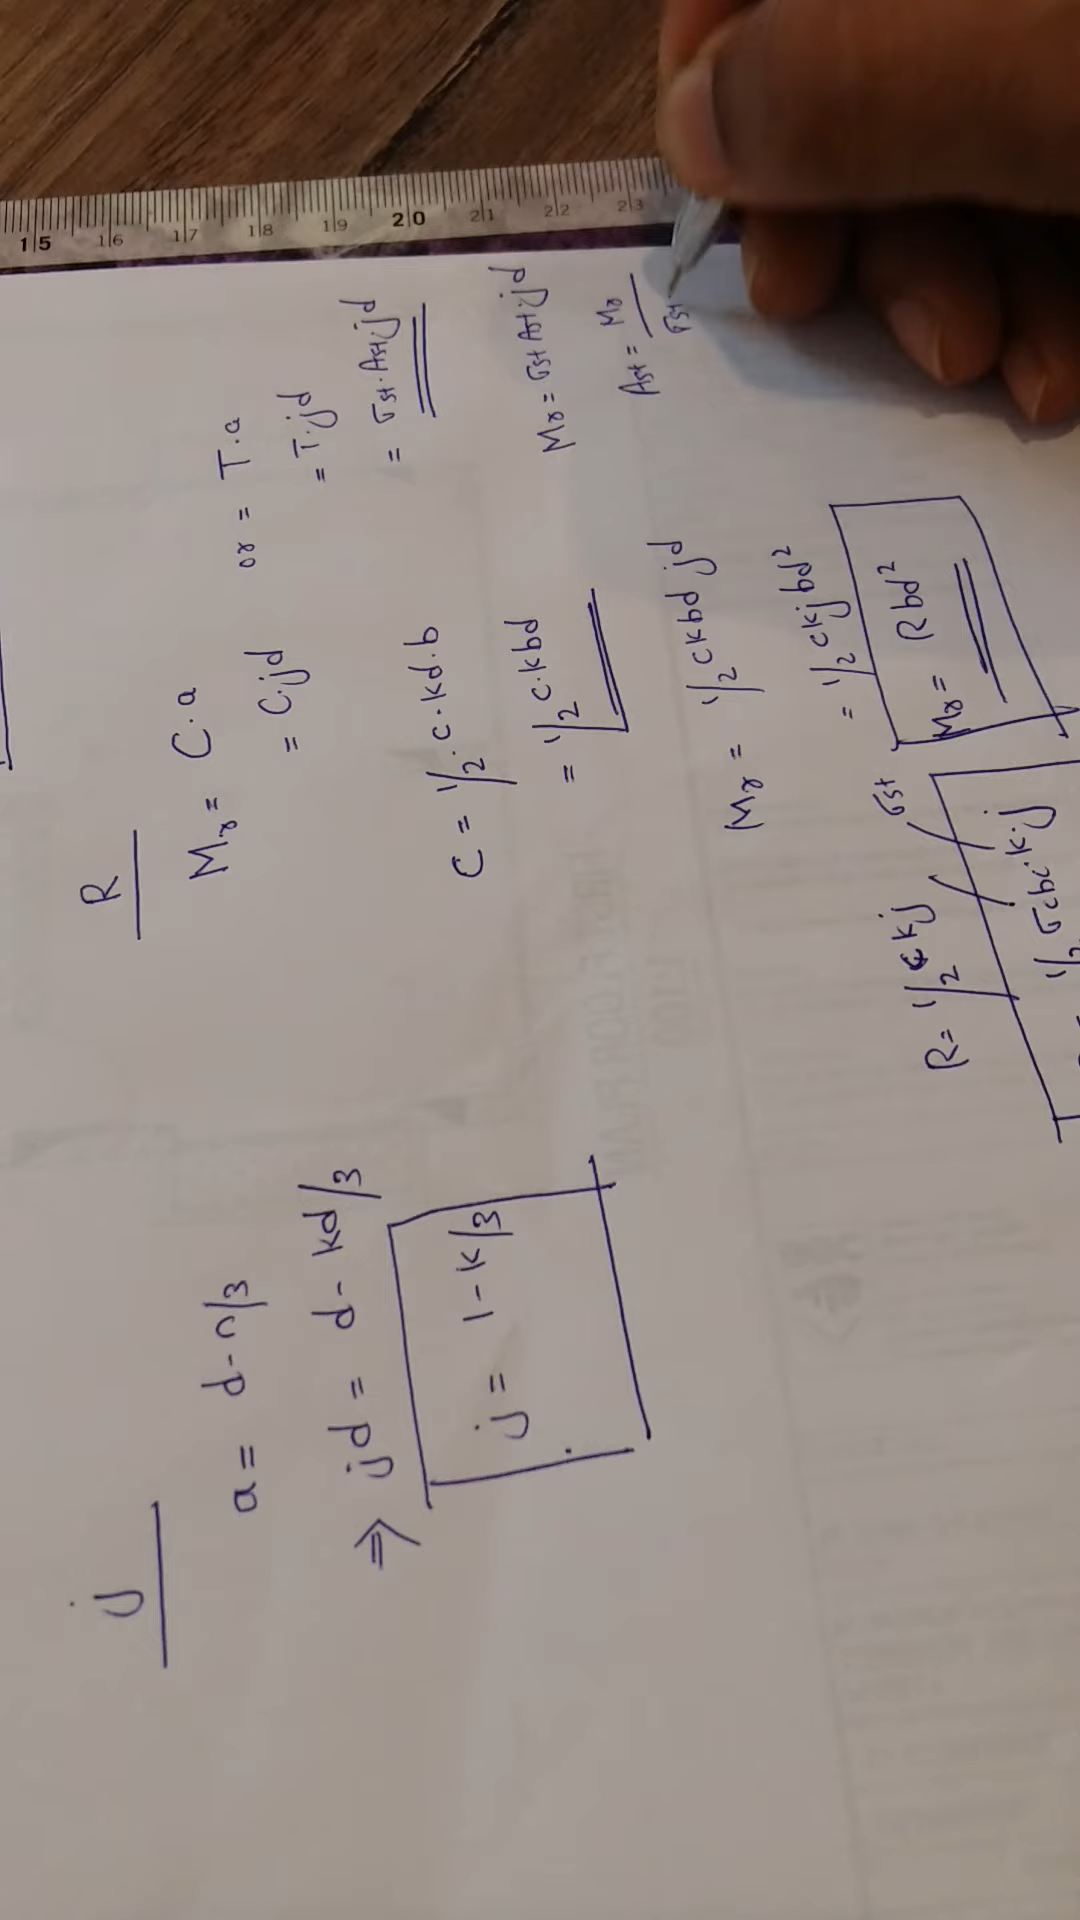 15 16 17 18 19 20 21 22 23
j
a = d - n/3
⇒ jd = d - kd/3
j = 1 - k/3
R
Mr = C.a or = T.a
= C.jd = T.jd
= σst.Ast.jd
C = 1/2.c.kd.b
= 1/2 c.kbd
Mr = σst Ast.jd
Ast = Mr
σst
Mr = 1/2 ckbd jd
= 1/2 ckj bd²
Mr = Rbd²
R = 1/2 ckj σst
1/2 σcbc.k.j